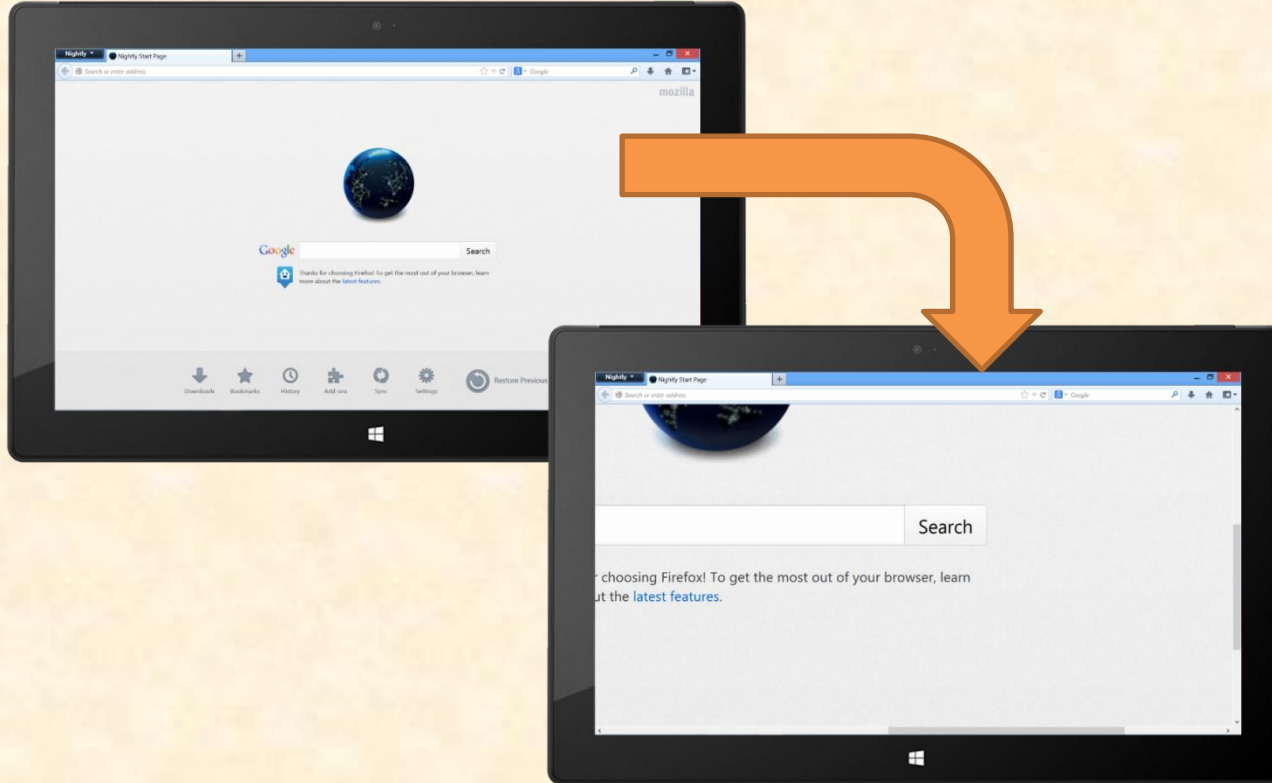 Nightly
Nightly Start Page
Search or enter address
Google
mozilla
Google
Search
Thanks for choosing Firefox! To get the most out of your browser, learn
more about the latest features.
Downloads
Bookmarks
History
Add-ons
Sync
Settings
Restore Previous
Nightly
Nightly Start Page
Search or enter address
Google
Search
choosing Firefox! To get the most out of your browser, learn
ut the latest features.